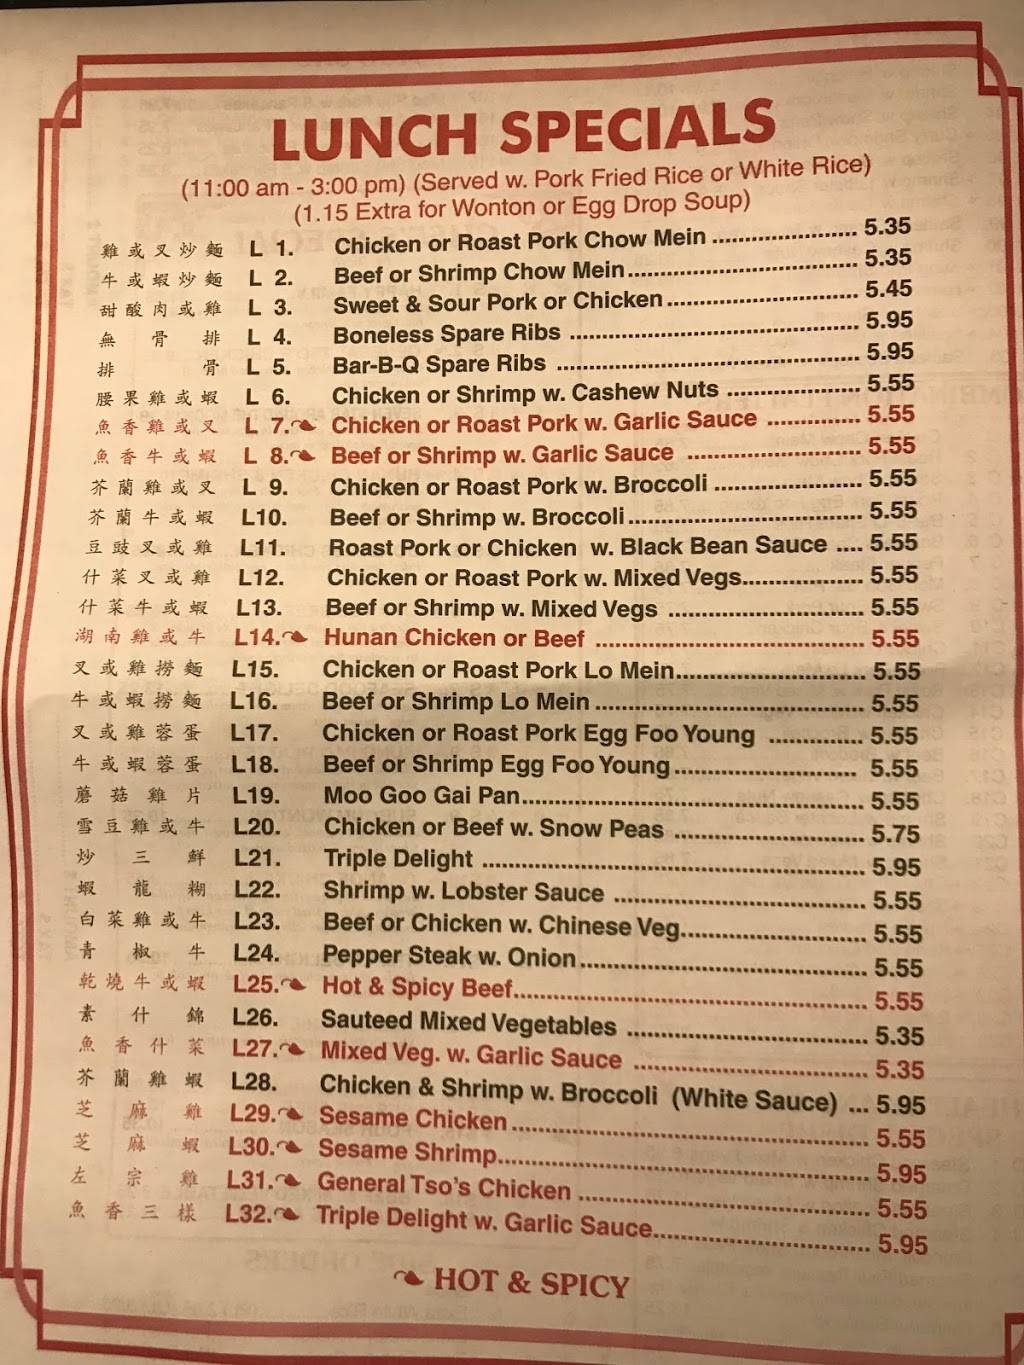 LUNCH SPECIALS
(11:00 am - 3:00 pm) (Served w. Pork Fried Rice or White Rice)
(1.15 Extra for Wonton or Egg Drop Soup)
雞或叉炒麵 L 1. Chicken or Roast Pork Chow Mein ...................... 5.35
牛或蝦炒麵 L 2. Beef or Shrimp Chow Mein................................... 5.35
甜酸肉或雞 L 3. Sweet & Sour Pork or Chicken............................. 5.45
無骨排 L 4. Boneless Spare Ribs ............................................ 5.95
排骨 L 5. Bar-B-Q Spare Ribs .............................................. 5.95
腰果雞或蝦 L 6. Chicken or Shrimp w. Cashew Nuts .................... 5.55
魚香雞或叉 L 7. Chicken or Roast Pork w. Garlic Sauce .............. 5.55
魚香牛或蝦 L 8. Beef or Shrimp w. Garlic Sauce .......................... 5.55
芥蘭雞或叉 L 9. Chicken or Roast Pork w. Broccoli ...................... 5.55
芥蘭牛或蝦 L10. Beef or Shrimp w. Broccoli................................... 5.55
豆豉叉或雞 L11. Roast Pork or Chicken w. Black Bean Sauce .... 5.55
什菜叉或雞 L12. Chicken or Roast Pork w. Mixed Vegs.................. 5.55
什菜牛或蝦 L13. Beef or Shrimp w. Mixed Vegs ............................. 5.55
湖南雞或牛 L14. Hunan Chicken or Beef ........................................ 5.55
叉或雞撈麵 L15. Chicken or Roast Pork Lo Mein............................ 5.55
牛或蝦撈麵 L16. Beef or Shrimp Lo Mein........................................ 5.55
叉或雞蓉蛋 L17. Chicken or Roast Pork Egg Foo Young .............. 5.55
牛或蝦蓉蛋 L18. Beef or Shrimp Egg Foo Young........................... 5.55
蘑菇雞片 L19. Moo Goo Gai Pan................................................... 5.55
雪豆雞或牛 L20. Chicken or Beef w. Snow Peas ............................ 5.75
炒三鮮 L21. Triple Delight ......................................................... 5.95
蝦龍糊 L22. Shrimp w. Lobster Sauce ..................................... 5.55
白菜雞或牛 L23. Beef or Chicken w. Chinese Veg............................ 5.55
青椒牛 L24. Pepper Steak w. Onion.......................................... 5.55
乾燒牛或蝦 L25. Hot & Spicy Beef.................................................... 5.55
素什錦 L26. Sauteed Mixed Vegetables ................................... 5.35
魚香什菜 L27. Mixed Veg. w. Garlic Sauce .................................. 5.35
芥蘭雞蝦 L28. Chicken & Shrimp w. Broccoli (White Sauce) ... 5.95
芝麻雞 L29. Sesame Chicken.................................................... 5.55
芝麻蝦 L30. Sesame Shrimp....................................................... 5.95
左宗雞 L31. General Tso's Chicken .......................................... 5.55
魚香三樣 L32. Triple Delight w. Garlic Sauce................................ 5.95
HOT & SPICY